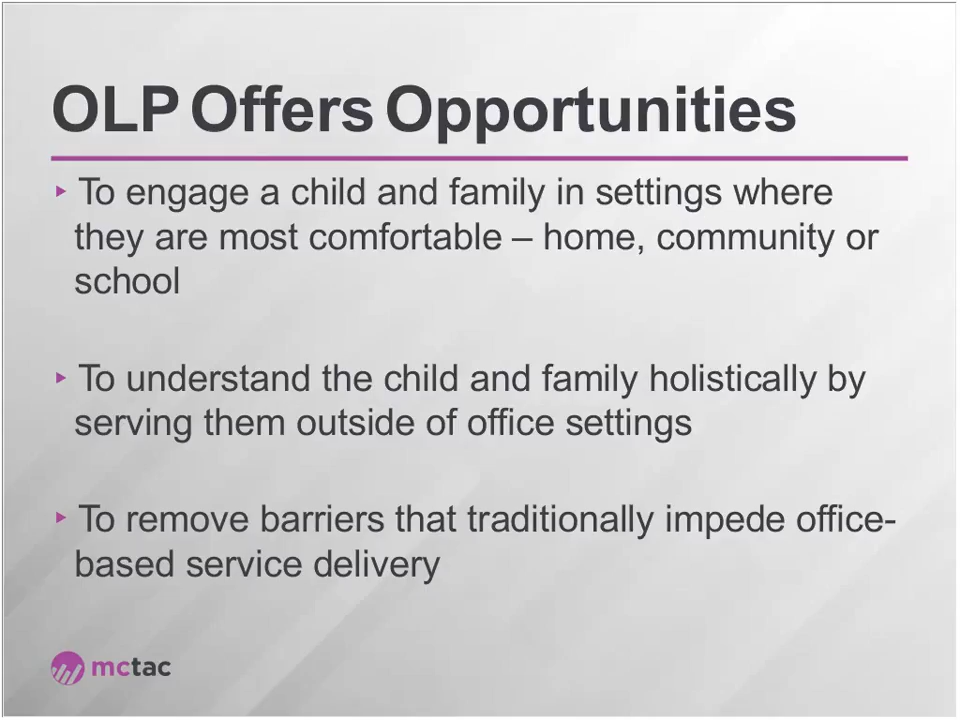 OLP Offers Opportunities
‣ To engage a child and family in settings where
they are most comfortable – home, community or
school
‣ To understand the child and family holistically by
serving them outside of office settings
‣ To remove barriers that traditionally impede office-
based service delivery
mctac